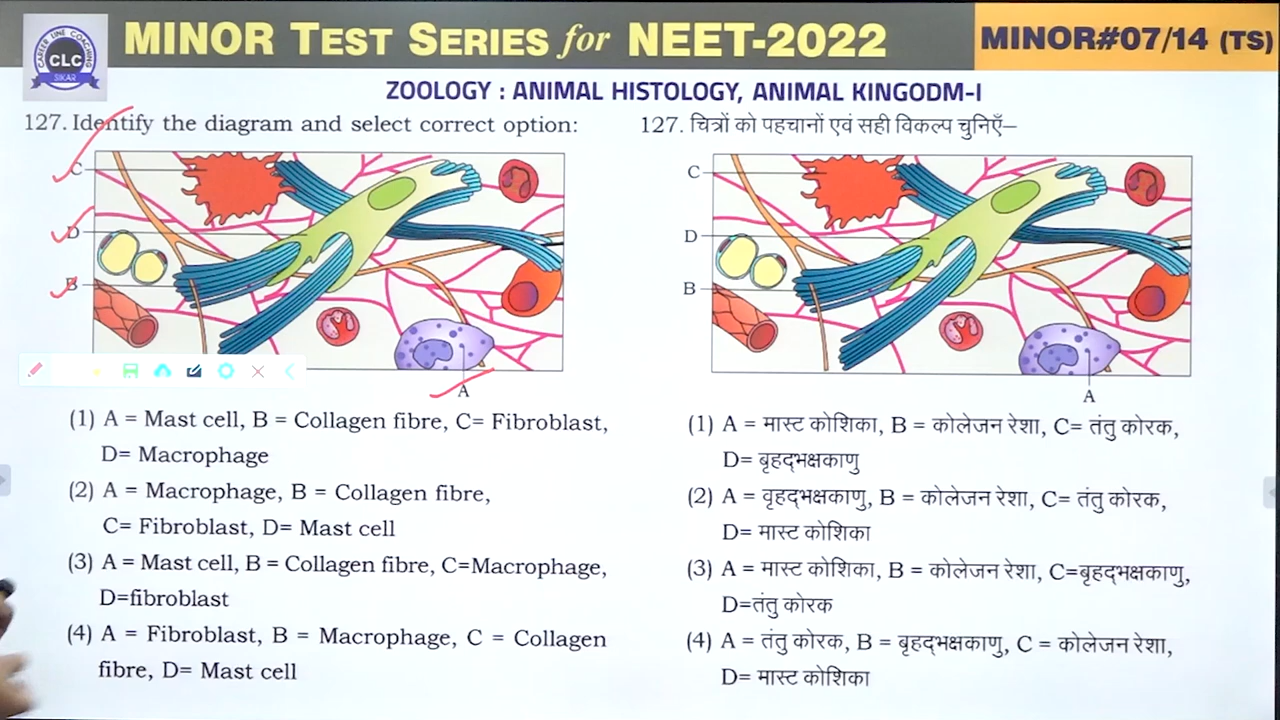 CAREER LINE COACHING
CLC
SIKAR
MINOR TEST SERIES for NEET-2022
MINOR#07/14 (TS)
ZOOLOGY : ANIMAL HISTOLOGY, ANIMAL KINGODM-I
127. Identify the diagram and select correct option:
C
D
B
A
(1) A = Mast cell, B = Collagen fibre, C= Fibroblast,
D= Macrophage
(2) A = Macrophage, B = Collagen fibre,
C= Fibroblast, D= Mast cell
(3) A = Mast cell, B = Collagen fibre, C=Macrophage,
D=fibroblast
(4) A = Fibroblast, B = Macrophage, C = Collagen
fibre, D= Mast cell
127. चित्रों को पहचानों एवं सही विकल्प चुनिएँ–
C
D
B
A
(1) A = मास्ट कोशिका, B = कोलेजन रेशा, C= तंतु कोरक,
D= बृहद्भक्षकाणु
(2) A = वृहद्भक्षकाणु, B = कोलेजन रेशा, C= तंतु कोरक,
D= मास्ट कोशिका
(3) A = मास्ट कोशिका, B = कोलेजन रेशा, C=बृहद्भक्षकाणु,
D=तंतु कोरक
(4) A = तंतु कोरक, B = बृहद्भक्षकाणु, C = कोलेजन रेशा,
D= मास्ट कोशिका